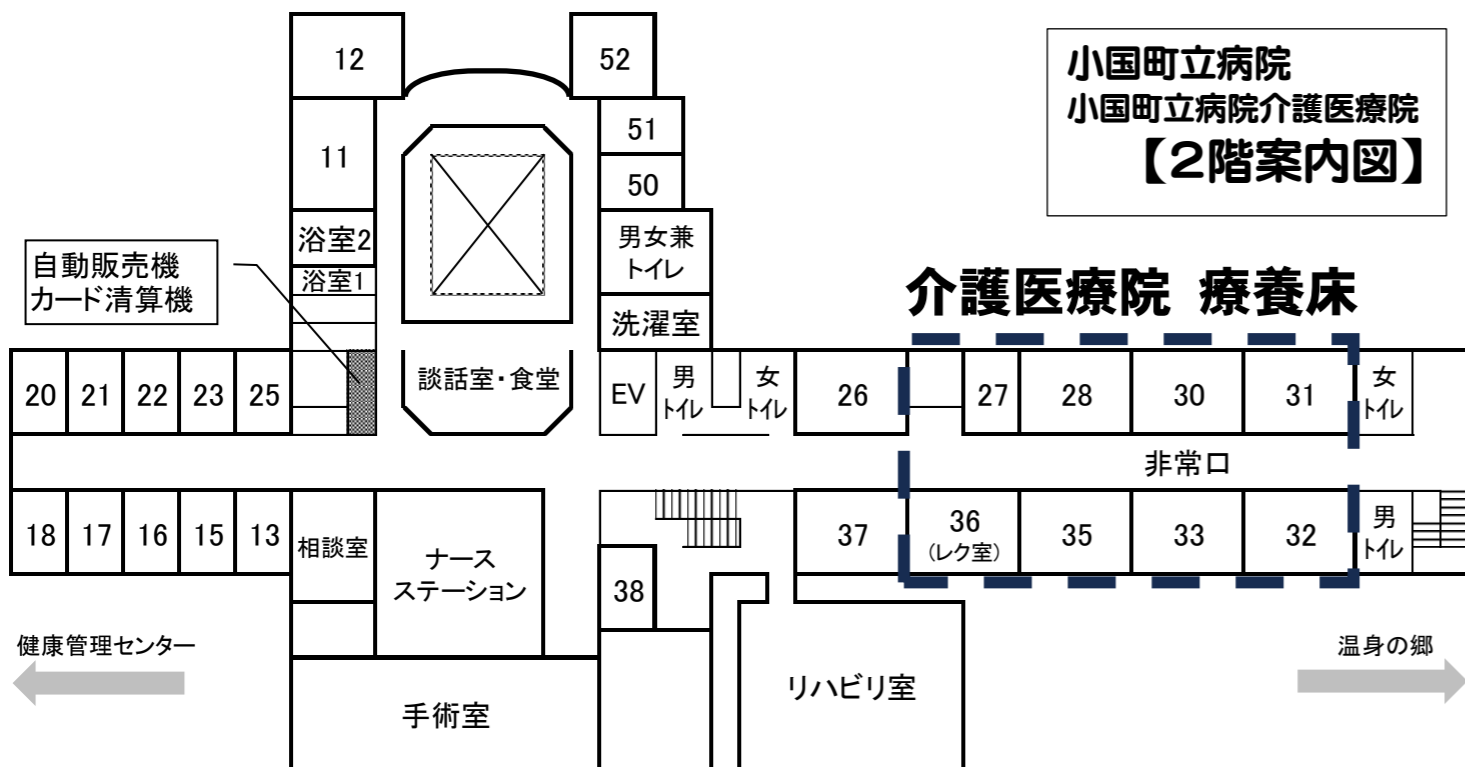 小国町立病院
小国町立病院介護医療院
【2階案内図】
12
52
11
51
50
浴室2
浴室1
男女兼
トイレ
洗濯室
自動販売機
カード清算機
介護医療院 療養床
20
21
22
23
25
談話室・食堂
EV
男
トイレ
女
トイレ
26
27
28
30
31
女
トイレ
非常口
18
17
16
15
13
相談室
ナース
ステーション
38
37
36
(レク室)
35
33
32
男
トイレ
健康管理センター
温身の郷
手術室
リハビリ室